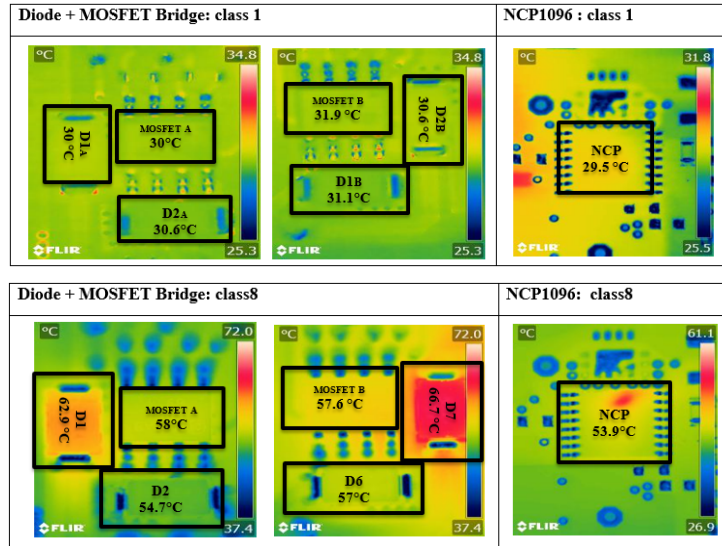 Diode + MOSFET Bridge: class 1
NCP1096 : class 1
°C
34.8
D1A
30 °C
MOSFET A
30°C
D2A
30.6°C
FLIR
25.3
34.8
MOSFET B
31.9 °C
D2B
30.6 °C
D1B
31.1°C
FLIR
25.3
°C
31.8
NCP
29.5 °C
FLIR
25.5
Diode + MOSFET Bridge: class8
NCP1096: class8
°C
72.0
D1
62.9 °C
MOSFET A
58°C
D2
54.7°C
FLIR
37.4
°C
72.0
MOSFET B
57.6 °C
D7
66.7 °C
D6
57°C
FLIR
37.4
°C
61.1
NCP
53.9°C
FLIR
26.9